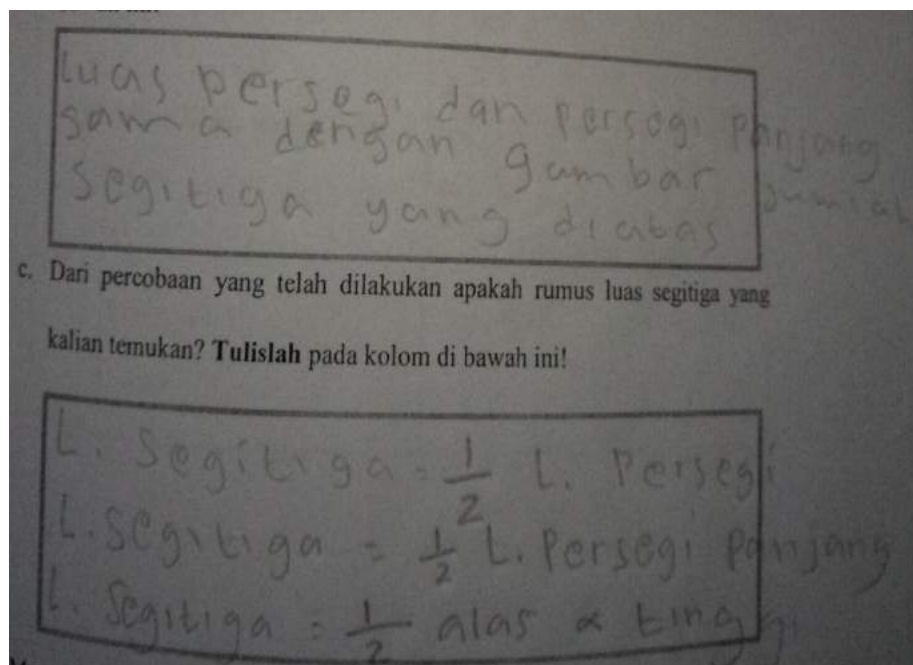 Luas persegi dan persegi panjang
sama dengan gambar jumlah
segitiga yang diatas
c. Dari percobaan yang telah dilakukan apakah rumus luas segitiga yang
kalian temukan? Tulislah pada kolom di bawah ini!
L. Segitiga = 1/2 L. Persegi
L. segitiga = 1/2 L. Persegi panjang
L. Segitiga = 1/2 alas x tinggi